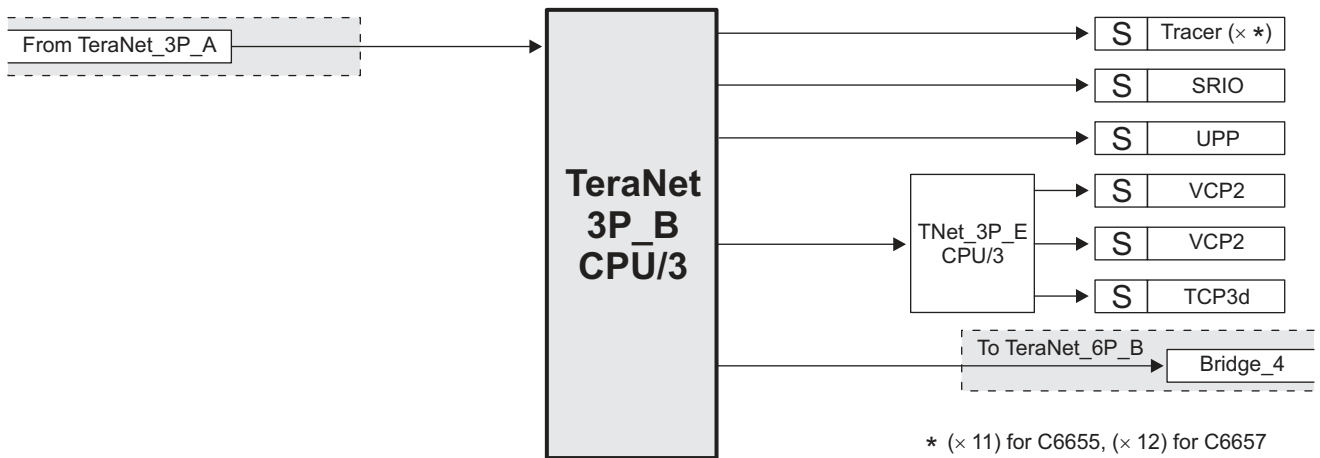 From TeraNet_3P_A
TeraNet
3P_B
CPU/3
S Tracer (× *)
S SRIO
S UPP
TNet_3P_E
CPU/3
S VCP2
S VCP2
S TCP3d
To TeraNet_6P_B
Bridge_4
* (× 11) for C6655, (× 12) for C6657